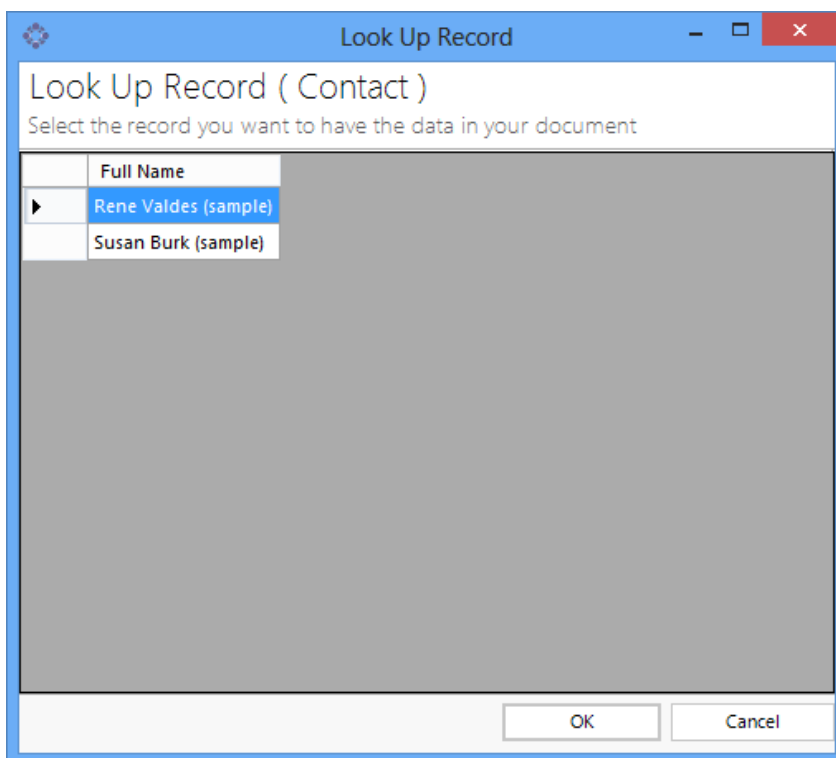 Look Up Record
Look Up Record ( Contact )
Select the record you want to have the data in your document
Full Name
Rene Valdes (sample)
Susan Burk (sample)
OK Cancel